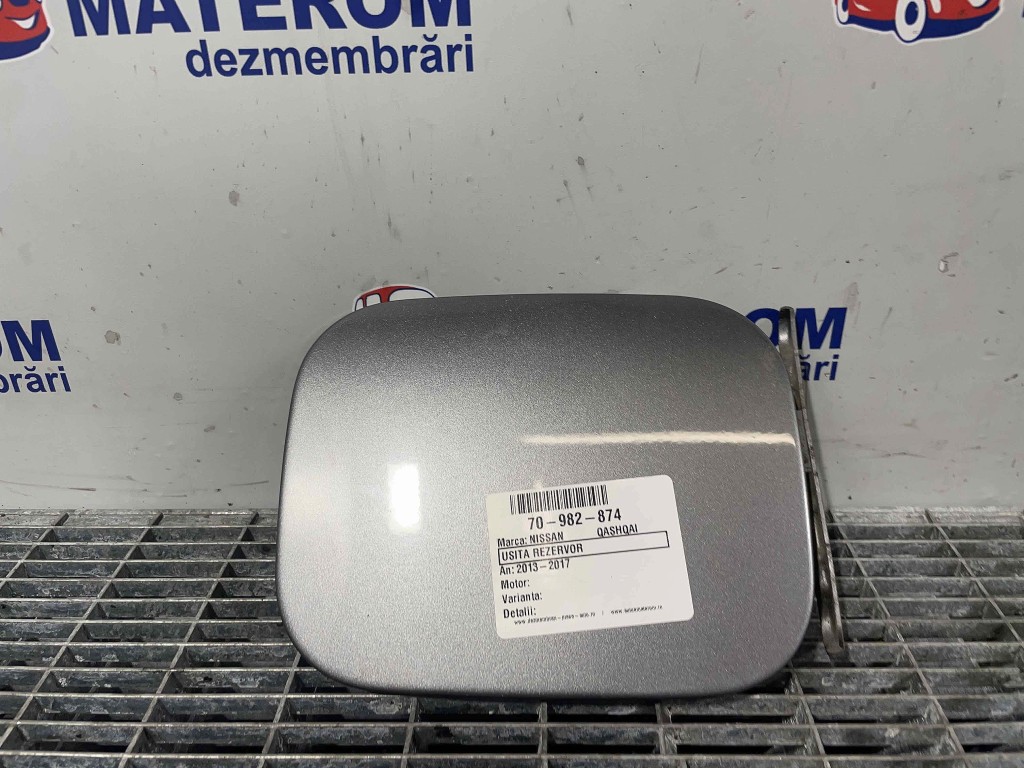 MATEROM
dezmembrări
OM
mbrări
OM
ări
70-982-874
Marca: NISSAN QASHQAI
USITA REZERVOR
An: 2013-2017
Motor:
Varianta:
Detalii: